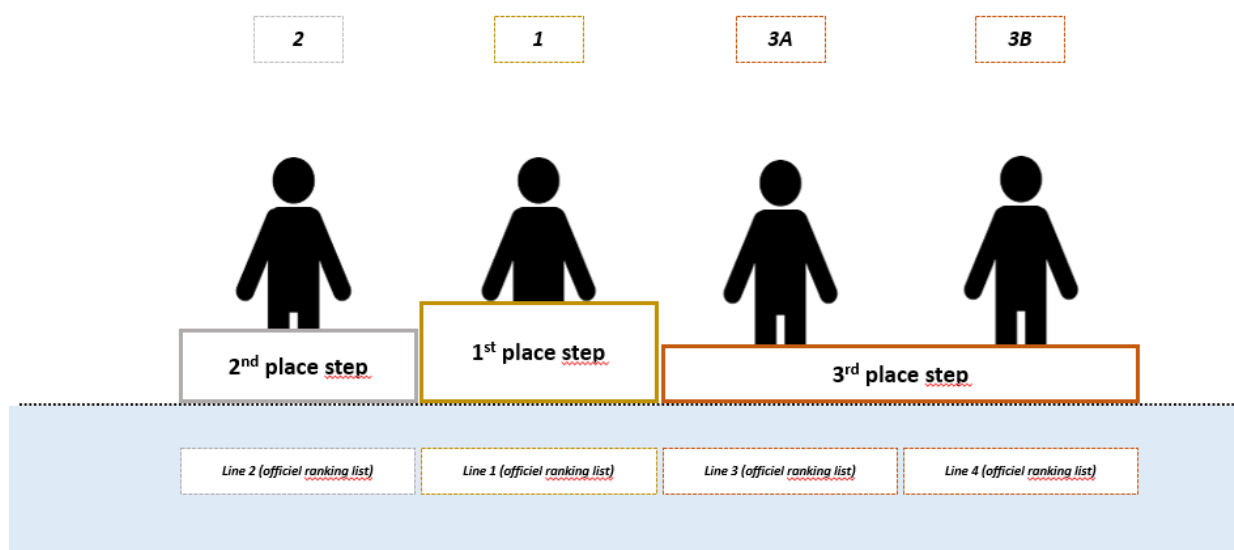 2
1
3A
3B
2nd place step
1st place step
3rd place step
Line 2 (officiel ranking list)
Line 1 (officiel ranking list)
Line 3 (officiel ranking list)
Line 4 (officiel ranking list)